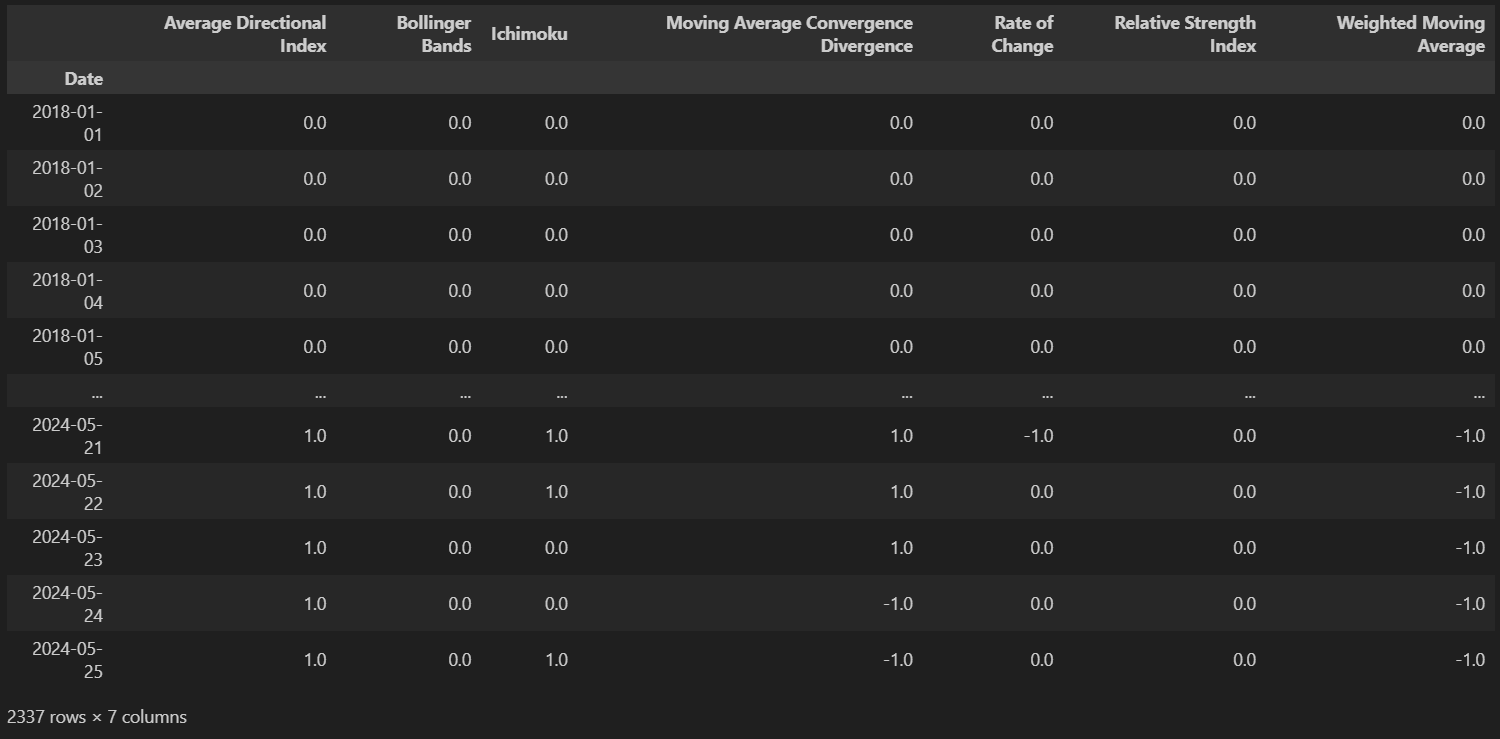 Average Directional Index Bollinger Bands Ichimoku Moving Average Convergence Divergence Rate of Change Relative Strength Index Weighted Moving Average
Date
2018-01-01 0.0 0.0 0.0 0.0 0.0 0.0 0.0
2018-01-02 0.0 0.0 0.0 0.0 0.0 0.0 0.0
2018-01-03 0.0 0.0 0.0 0.0 0.0 0.0 0.0
2018-01-04 0.0 0.0 0.0 0.0 0.0 0.0 0.0
2018-01-05 0.0 0.0 0.0 0.0 0.0 0.0 0.0
... ... ... ... ... ... ... ...
2024-05-21 1.0 0.0 1.0 1.0 -1.0 0.0 -1.0
2024-05-22 1.0 0.0 1.0 1.0 0.0 0.0 -1.0
2024-05-23 1.0 0.0 0.0 1.0 0.0 0.0 -1.0
2024-05-24 1.0 0.0 0.0 -1.0 0.0 0.0 -1.0
2024-05-25 1.0 0.0 1.0 -1.0 0.0 0.0 -1.0
2337 rows × 7 columns